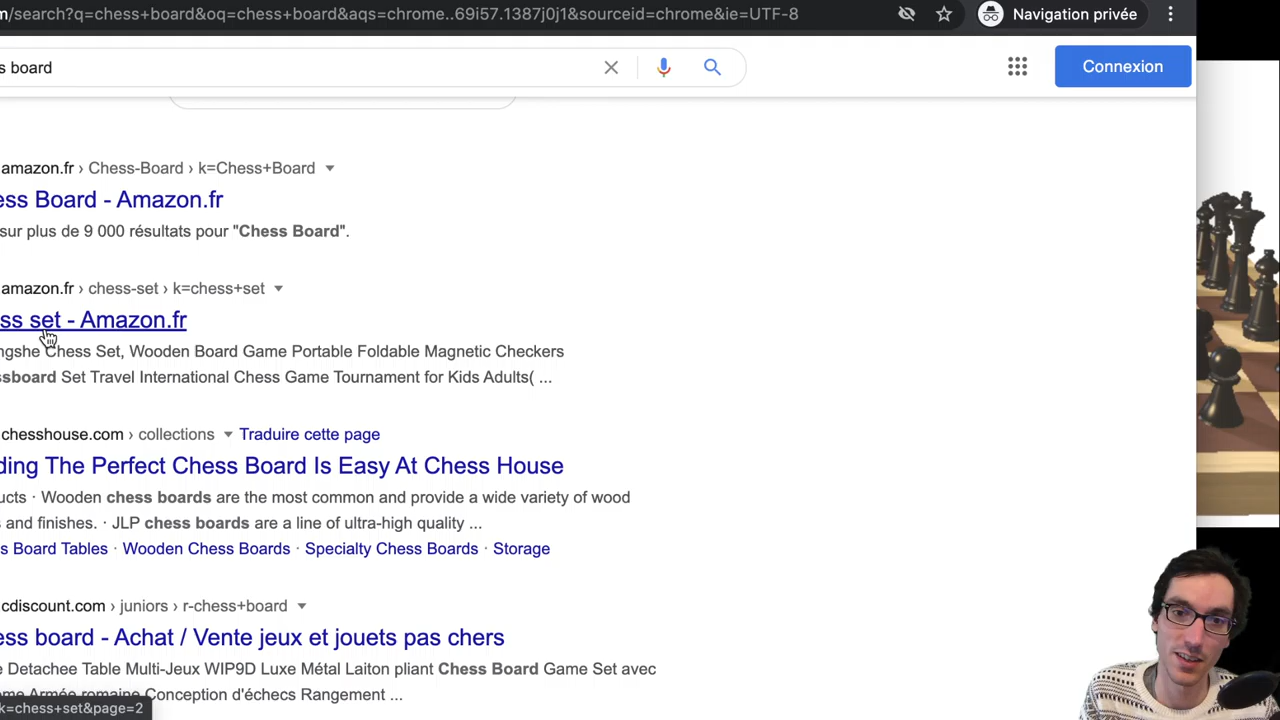 /search?q=chess+board&oq=chess+board&aqs=chrome..69i57.1387j0j1&sourceid=chrome&ie=UTF-8
Navigation privée
s board
Connexion
amazon.fr › Chess-Board › k=Chess+Board
ess Board - Amazon.fr
sur plus de 9 000 résultats pour "Chess Board".
amazon.fr › chess-set › k=chess+set
ss set - Amazon.fr
ngshe Chess Set, Wooden Board Game Portable Foldable Magnetic Checkers
ssboard Set Travel International Chess Game Tournament for Kids Adults( ...
chesshouse.com › collections Traduire cette page
ding The Perfect Chess Board Is Easy At Chess House
ucts · Wooden chess boards are the most common and provide a wide variety of wood
s and finishes. · JLP chess boards are a line of ultra-high quality ...
s Board Tables · Wooden Chess Boards · Specialty Chess Boards · Storage
cdiscount.com › juniors › r-chess+board
ess board - Achat / Vente jeux et jouets pas chers
e Detachee Table Multi-Jeux WIP9D Luxe Métal Laiton pliant Chess Board Game Set avec
Armée romaine Conception d'échecs Rangement ...
k=chess+set&page=2